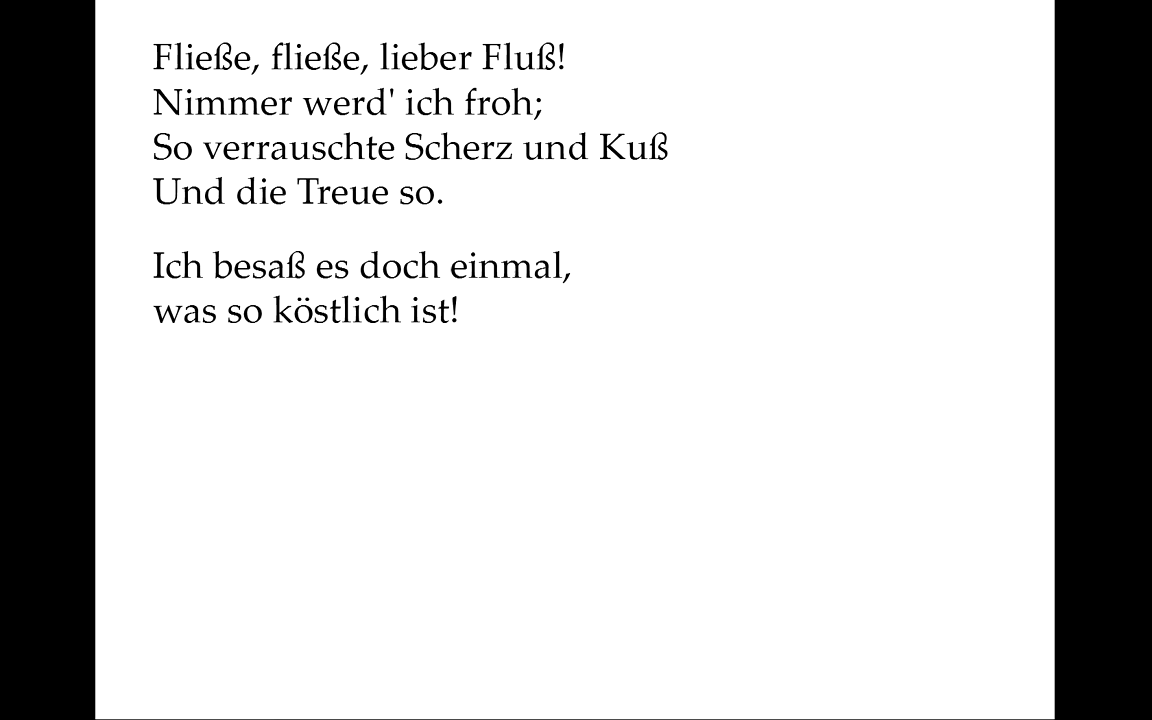 Fließe, fließe, lieber Fluß!
Nimmer werd' ich froh;
So verrauschte Scherz und Kuß
Und die Treue so.
Ich besaß es doch einmal,
was so köstlich ist!